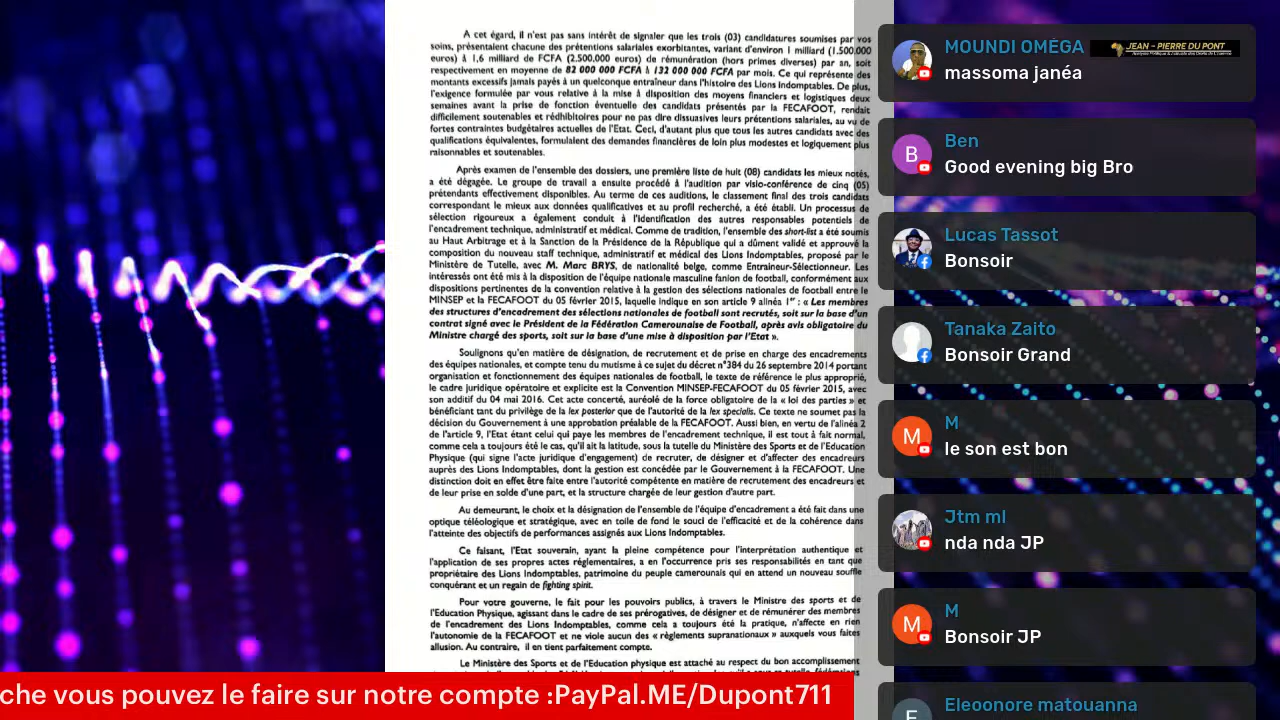 A cet égard, il n'est pas sans intérêt de signaler que les trois (03) candidatures soumises par vos
soins, présentaient chacune des prétentions salariales exorbitantes, variant d'environ 1 milliard (1.500.000
euros) à 1,6 milliard de FCFA (2.500.000 euros) de rémunération (hors primes diverses) par an, soit
respectivement en moyenne de 82 000 000 FCFA à 132 000 000 FCFA par mois. Ce qui représente des
montants excessifs jamais payés à un quelconque entraîneur dans l'histoire des Lions Indomptables. De plus,
l'exigence formulée par vous relative à la mise à disposition des moyens financiers et logistiques deux
semaines avant la prise de fonction éventuelle des candidats présentés par la FECAFOOT, rendait
difficilement soutenables et rédhibitoires pour ne pas dire dissuasives leurs prétentions salariales, au vu de
fortes contraintes budgétaires actuelles de l'Etat. Ceci, d'autant plus que tous les autres candidats avec des
qualifications équivalentes, formulaient des demandes financières de loin plus modestes et logiquement plus
raisonnables et soutenables.
Après examen de l'ensemble des dossiers, une première liste de huit (08) candidats les mieux notés,
a été dégagée. Le groupe de travail a ensuite procédé à l'audition par visio-conférence de cinq (05)
prétendants effectivement disponibles. Au terme de ces auditions, le classement final des trois candidats
correspondant le mieux aux données qualificatives et au profil recherché, a été établi. Un processus de
sélection rigoureux a également conduit à l'identification des autres responsables potentiels de
l'encadrement technique, administratif et médical. Comme de tradition, l'ensemble des short-list a été soumis
au Haut Arbitrage et à la Sanction de la Présidence de la République qui a dûment validé et approuvé la
composition du nouveau staff technique, administratif et médical des Lions Indomptables, proposé par le
Ministère de Tutelle, avec M. Marc BRYS, de nationalité belge, comme Entraîneur-Sélectionneur. Les
intéressés ont été mis à la disposition de l'équipe nationale masculine fanion de football, conformément aux
dispositions pertinentes de la convention relative à la gestion des sélections nationales de football entre le
MINSEP et la FECAFOOT du 05 février 2015, laquelle indique en son article 9 alinéa 1er : « Les membres
des structures d'encadrement des sélections nationales de football sont recrutés, soit sur la base d'un
contrat signé avec le Président de la Fédération Camerounaise de Football, après avis obligatoire du
Ministre chargé des sports, soit sur la base d'une mise à disposition par l'Etat ».
Soulignons qu'en matière de désignation, de recrutement et de prise en charge des encadrements
des équipes nationales, et compte tenu du mutisme à ce sujet du décret n°384 du 26 septembre 2014 portant
organisation et fonctionnement des équipes nationales de football, le texte de référence le plus approprié,
le cadre juridique opératoire et explicite est la Convention MINSEP-FECAFOOT du 05 février 2015, avec
son additif du 04 mai 2016. Cet acte concerté, auréolé de la force obligatoire de la « loi des parties » et
bénéficiant tant du privilège de la lex posterior que de l'autorité de la lex specialis. Ce texte ne soumet pas la
décision du Gouvernement à une approbation préalable de la FECAFOOT. Aussi bien, en vertu de l'alinéa 2
de l'article 9, l'Etat étant celui qui paye les membres de l'encadrement technique, il est tout à fait normal,
comme cela a toujours été le cas, qu'il ait la latitude, sous la tutelle du Ministère des Sports et de l'Education
Physique (qui signe l'acte juridique d'engagement) de recruter, de désigner et d'affecter des encadreurs
auprès des Lions Indomptables, dont la gestion est concédée par le Gouvernement à la FECAFOOT. Une
distinction doit en effet être faite entre l'autorité compétente en matière de recrutement des encadreurs et
de leur prise en solde d'une part, et la structure chargée de leur gestion d'autre part.
Au demeurant, le choix et la désignation de l'ensemble de l'équipe d'encadrement a été fait dans une
optique téléologique et stratégique, avec en toile de fond le souci de l'efficacité et de la cohérence dans
l'atteinte des objectifs de performances assignés aux Lions Indomptables.
Ce faisant, l'Etat souverain, ayant la pleine compétence pour l'interprétation authentique et
l'application de ses propres actes réglementaires, a en l'occurrence pris ses responsabilités en tant que
propriétaire des Lions Indomptables, patrimoine du peuple camerounais qui en attend un nouveau souffle
conquérant et un regain de fighting spirit.
Pour votre gouverne, le fait pour les pouvoirs publics, à travers le Ministre des sports et de
l'Education Physique, agissant dans le cadre de ses prérogatives, de désigner et de rémunérer des membres
de l'encadrement des Lions Indomptables, comme cela a toujours été la pratique, n'affecte en rien
l'autonomie de la FECAFOOT et ne viole aucun des « règlements supranationaux » auxquels vous faites
allusion. Au contraire, il en tient parfaitement compte.
Le Ministère des Sports et de l'Education physique est attaché au respect du bon accomplissement
che vous pouvez le faire sur notre compte :PayPal.ME/Dupont711
MOUNDI OMÉGA
JEAN - PIERRE DU PONT
massoma janéa
B
Ben
Good evening big Bro
Lucas Tassot
Bonsoir
Tanaka Zaito
Bonsoir Grand
M
M
le son est bon
Jtm ml
nda nda JP
M
M
Bonsoir JP
E
Eleoonore matouanna